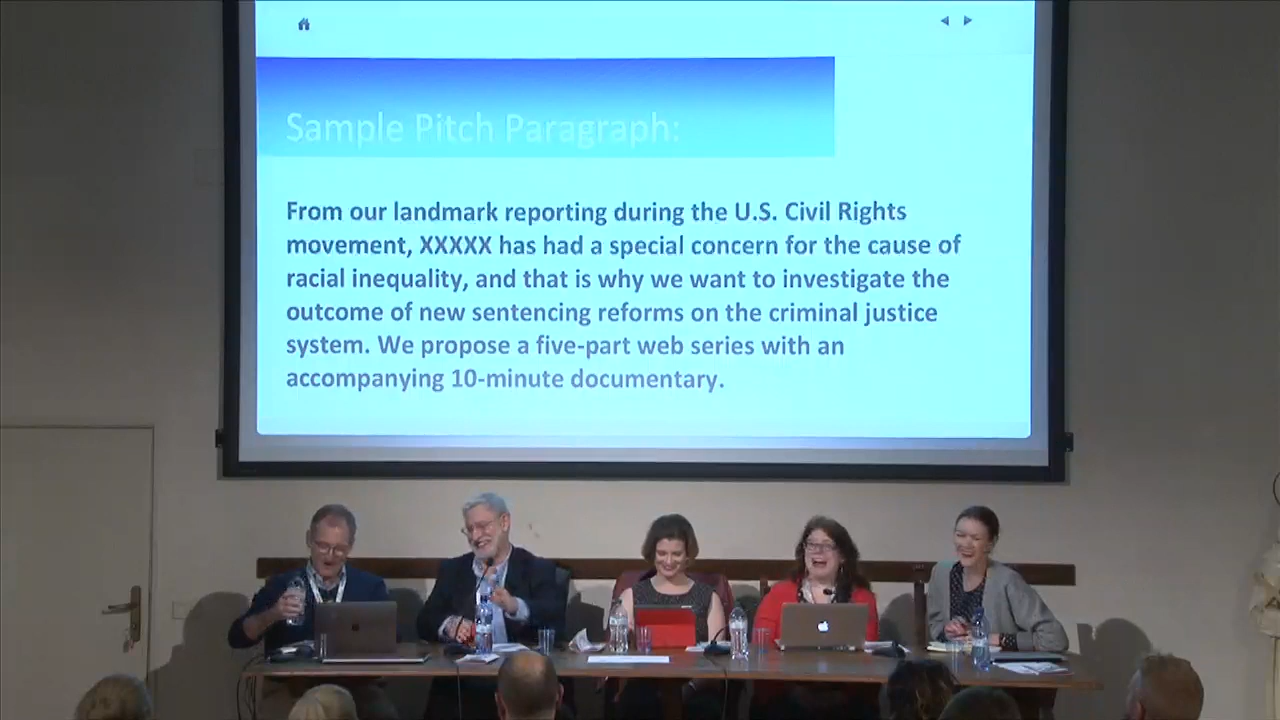 Sample Pitch Paragraph:
From our landmark reporting during the U.S. Civil Rights
movement, XXXXX has had a special concern for the cause of
racial inequality, and that is why we want to investigate the
outcome of new sentencing reforms on the criminal justice
system. We propose a five-part web series with an
accompanying 10-minute documentary.